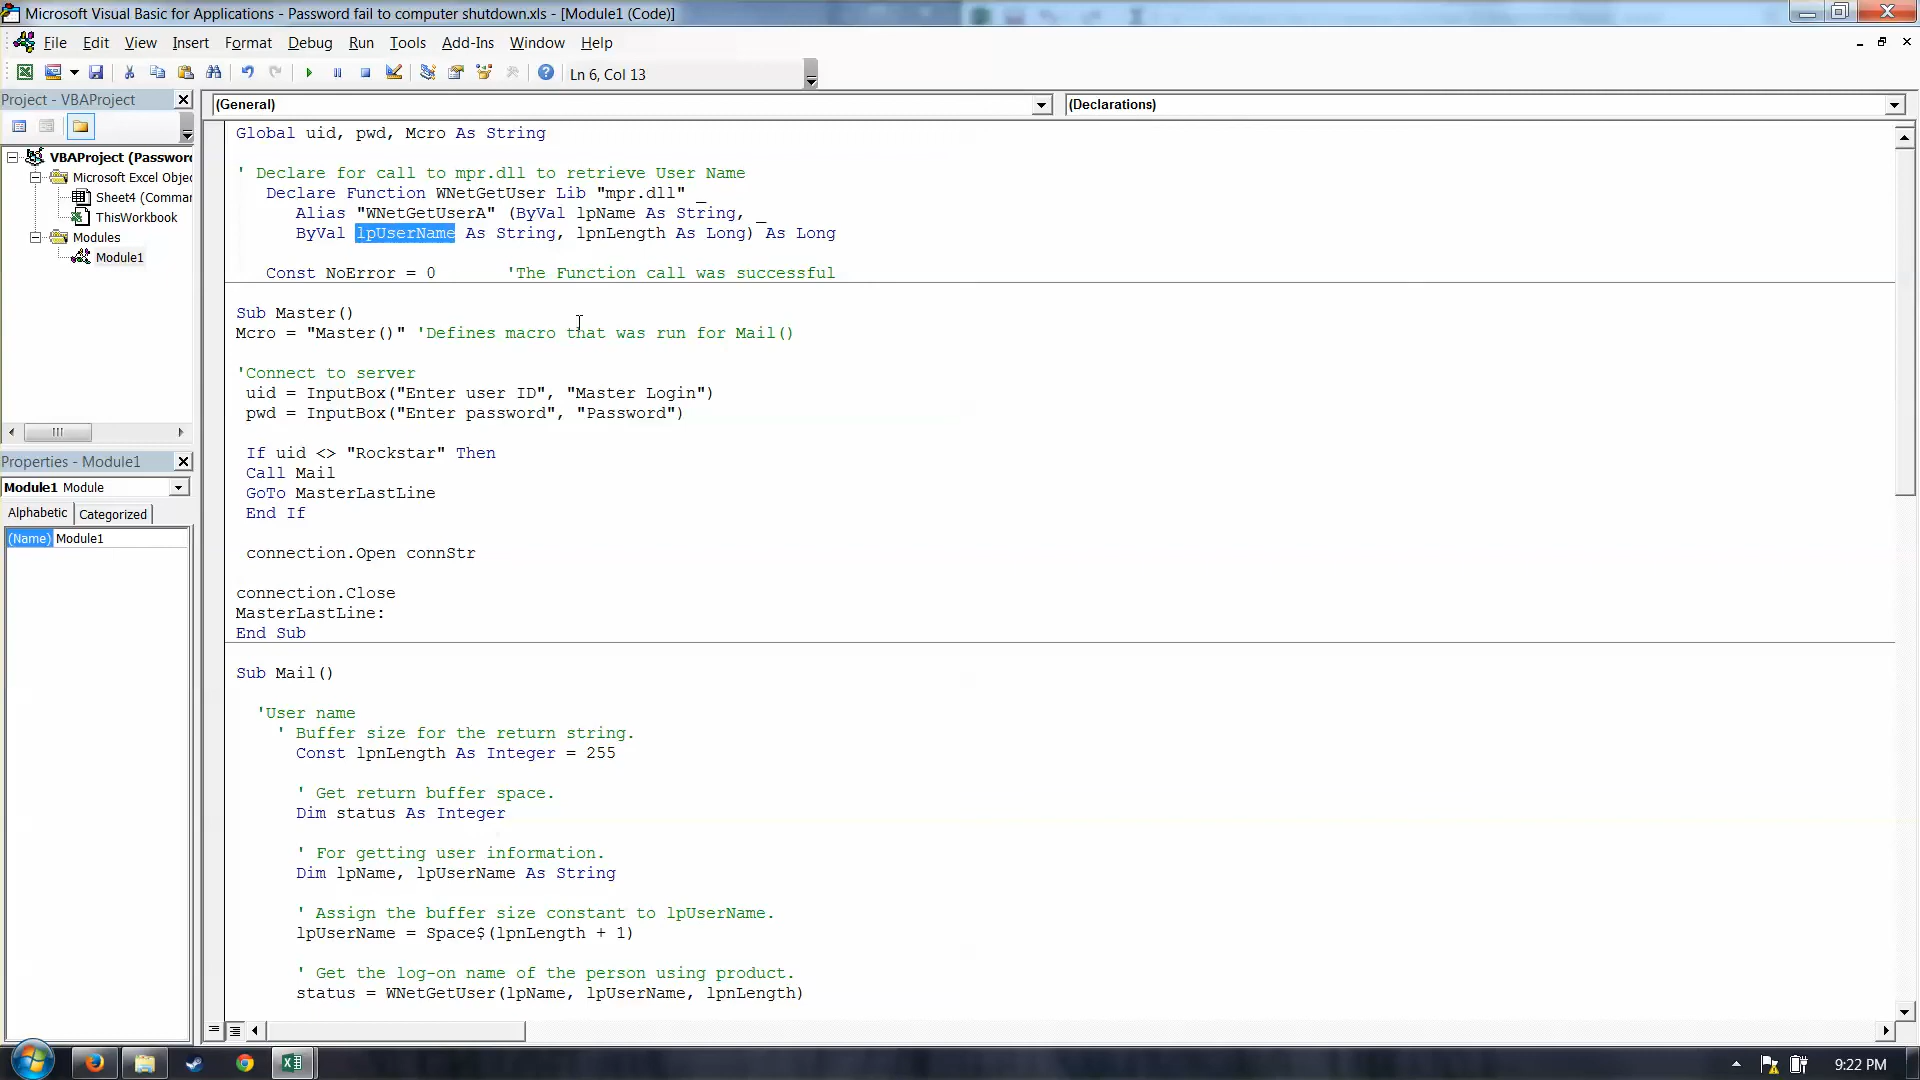 Microsoft Visual Basic for Applications - Password fail to computer shutdown.xls - [Module1 (Code)]
File Edit View Insert Format Debug Run Tools Add-Ins Window Help
Ln 6, Col 13
Project - VBAProject
(General)
(Declarations)
VBAProject (Password
Microsoft Excel Objec
Sheet4 (Comman
ThisWorkbook
Modules
Module1
Properties - Module1
Module1 Module
Alphabetic Categorized
(Name) Module1
Global uid, pwd, Mcro As String
' Declare for call to mpr.dll to retrieve User Name
Declare Function WNetGetUser Lib "mpr.dll" _
Alias "WNetGetUserA" (ByVal lpName As String, _
ByVal lpUserName As String, lpnLength As Long) As Long
Const NoError = 0 'The Function call was successful
Sub Master()
Mcro = "Master()" 'Defines macro that was run for Mail()
'Connect to server
uid = InputBox("Enter user ID", "Master Login")
pwd = InputBox("Enter password", "Password")
If uid <> "Rockstar" Then
Call Mail
GoTo MasterLastLine
End If
connection.Open connStr
connection.Close
MasterLastLine:
End Sub
Sub Mail()
'User name
' Buffer size for the return string.
Const lpnLength As Integer = 255
' Get return buffer space.
Dim status As Integer
' For getting user information.
Dim lpName, lpUserName As String
' Assign the buffer size constant to lpUserName.
lpUserName = Space$(lpnLength + 1)
' Get the log-on name of the person using product.
status = WNetGetUser(lpName, lpUserName, lpnLength)
9:22 PM